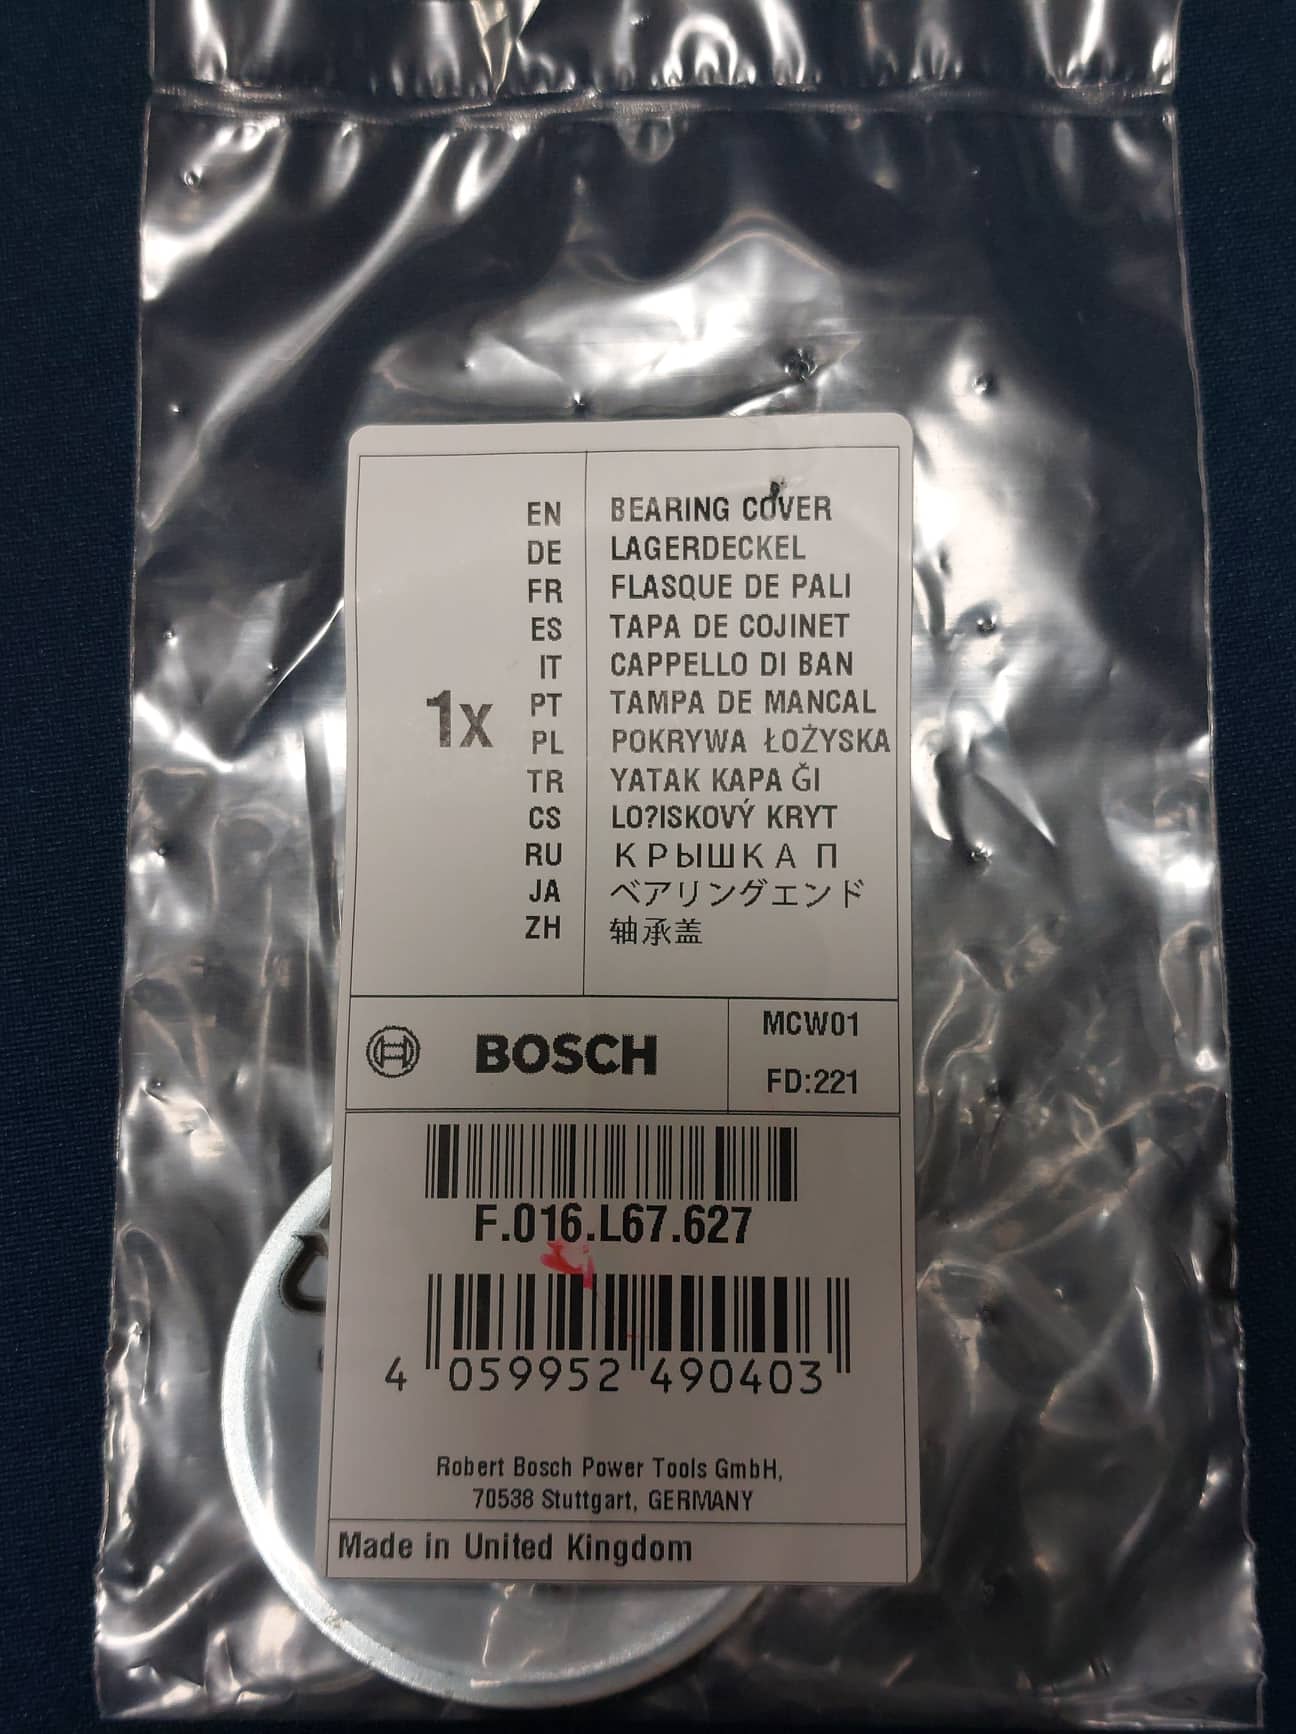 EN BEARING COVER
DE LAGERDECKEL
FR FLASQUE DE PALI
ES TAPA DE COJINET
IT CAPPELLO DI BAN
1x PT TAMPA DE MANCAL
PL POKRYWA ŁOŻYSKA
TR YATAK KAPA ĞI
CS LO?ISKOVÝ KRYT
RU КРЫШКА П
JA ベアリングエンド
ZH 轴承盖
BOSCH
MCW01
FD:221
F.016.L67.627
4 059952 490403
Robert Bosch Power Tools GmbH,
70538 Stuttgart, GERMANY
Made in United Kingdom